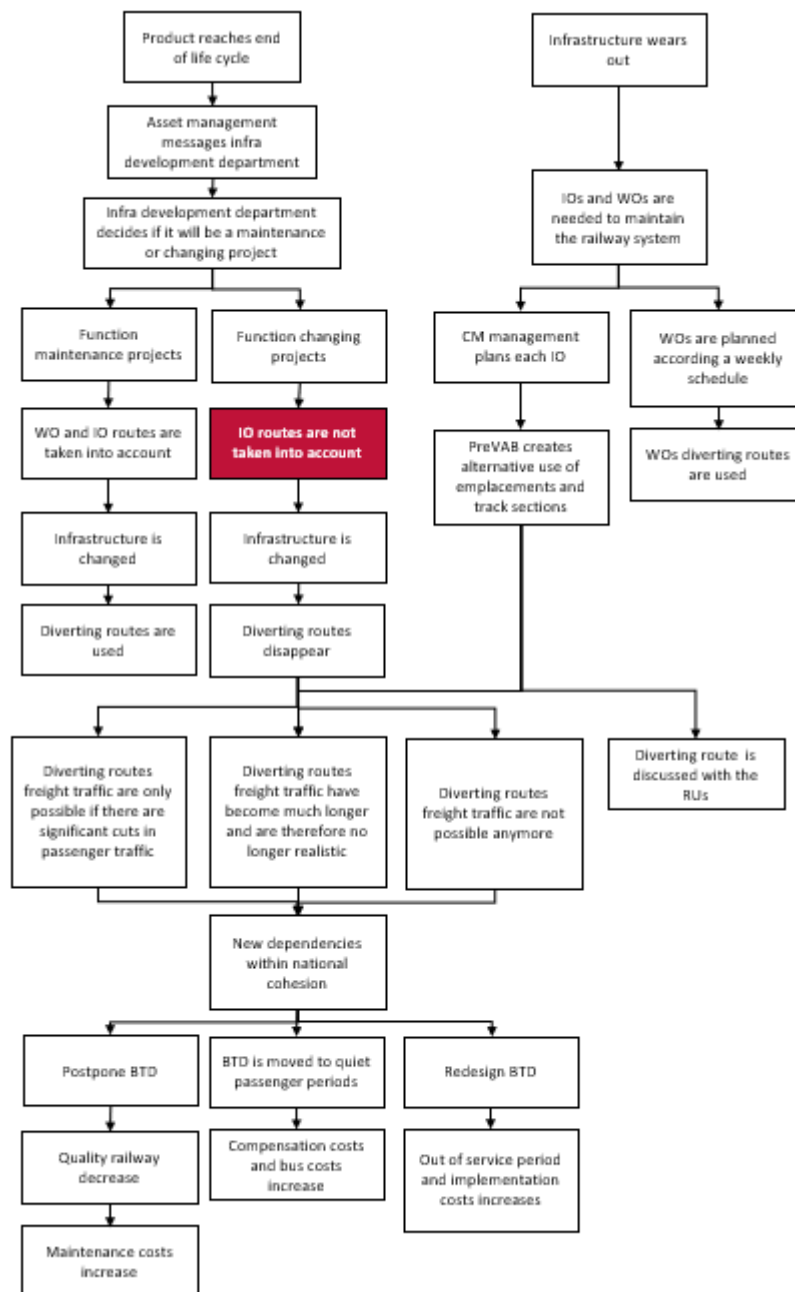 Product reaches end
of life cycle
Infrastructure wears
out
Asset management
messages infra
development department
Infra development department
decides if it will be a maintenance
or changing project
IOs and WOs are
needed to maintain
the railway system
Function
maintenance projects
Function changing
projects
CM management
plans each IO
WOs are planned
according a weekly
schedule
WO and IO routes are
taken into account
IO routes are not
taken into account
PreVAB creates
alternative use of
emplacements and
track sections
WOs diverting routes
are used
Infrastructure is
changed
Infrastructure is
changed
Diverting routes are
used
Diverting routes
disappear
Diverting routes
freight traffic are only
possible if there are
significant cuts in
passenger traffic
Diverting routes
freight traffic have
become much longer
and are therefore no
longer realistic
Diverting routes
freight traffic are not
possible anymore
Diverting route is
discussed with the
RUs
New dependencies
within national
cohesion
Postpone BTD
BTD is moved to quiet
passenger periods
Redesign BTD
Quality railway
decrease
Compensation costs
and bus costs
increase
Out of service period
and implementation
costs increases
Maintenance costs
increase